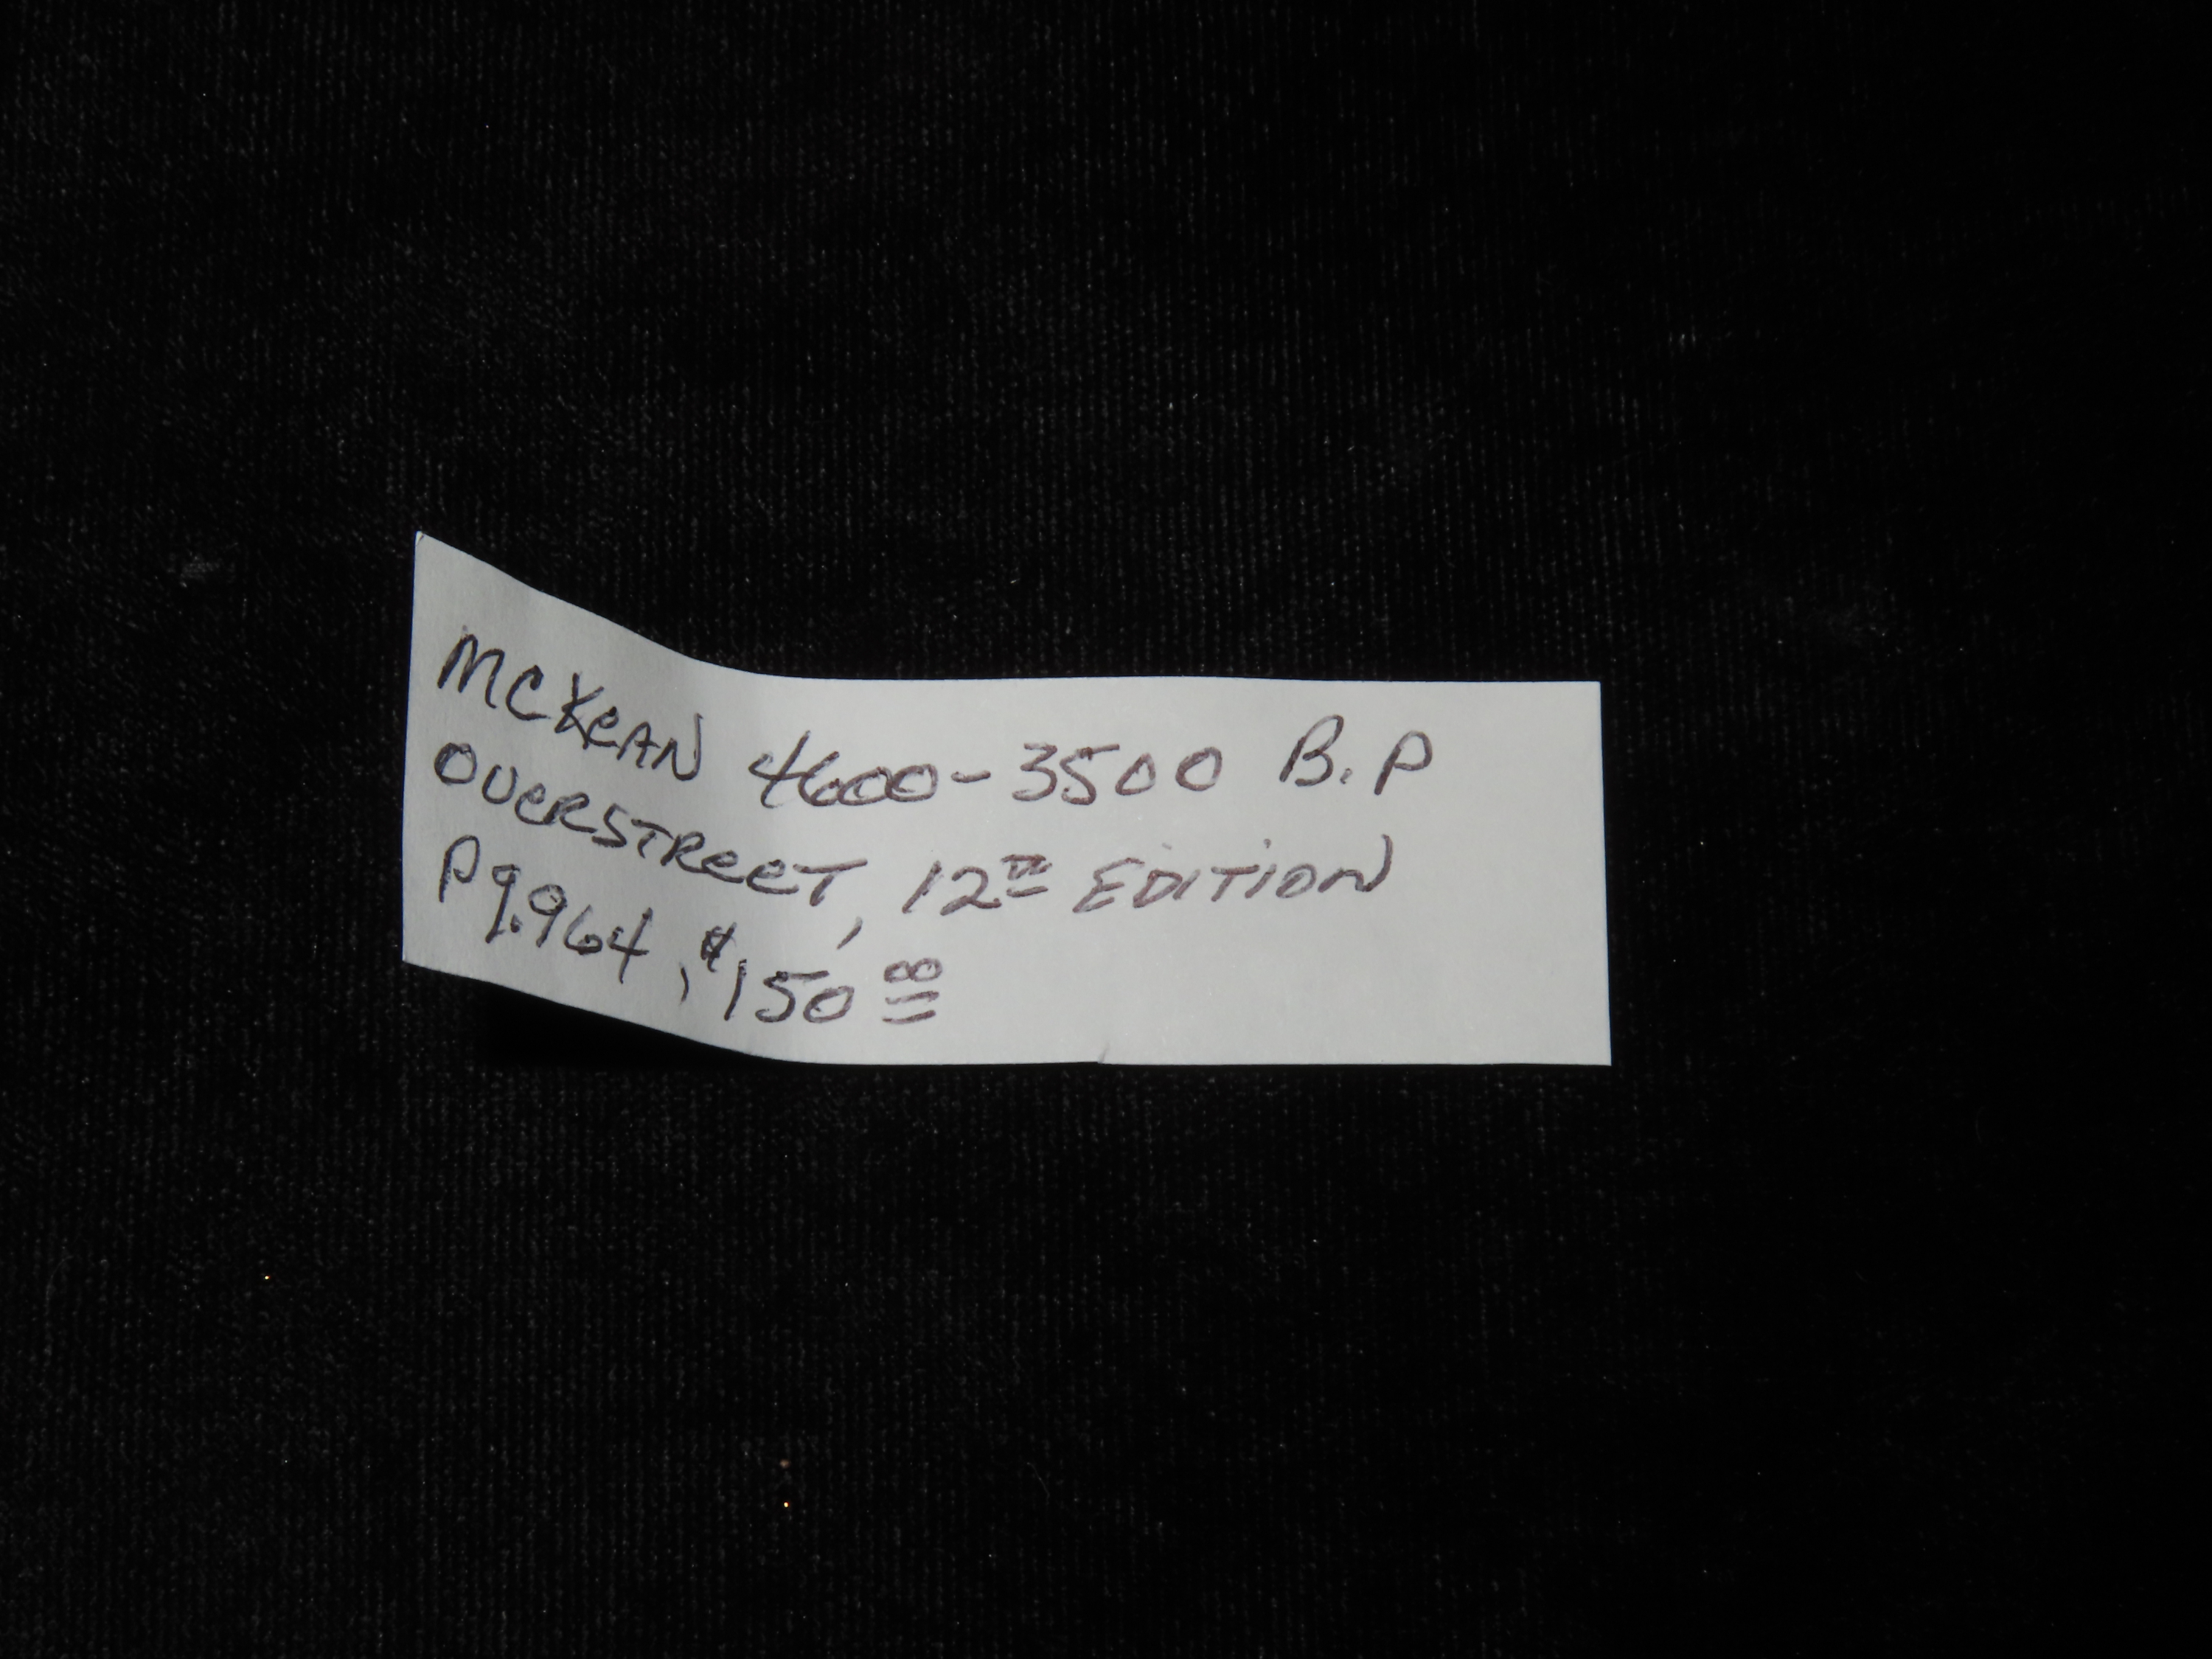 McKeAN 4600-3500 B.P
OVeRSTReeT, 12TH EDITION
Pg.964, $150 00